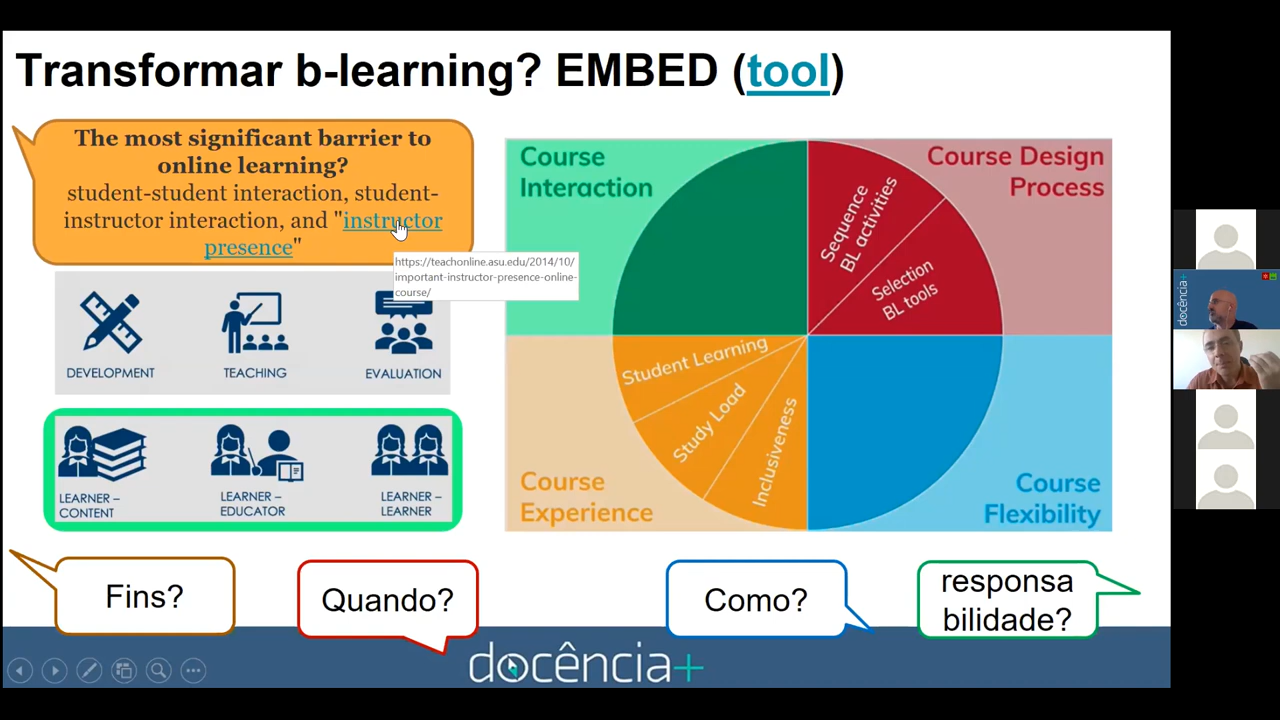 Transformar b-learning? EMBED (tool)
The most significant barrier to
online learning?
student-student interaction, student-
instructor interaction, and "instructor
presence"
https://teachonline.asu.edu/2014/10/
important-instructor-presence-online-
course/
DEVELOPMENT
TEACHING
EVALUATION
LEARNER –
CONTENT
LEARNER –
EDUCATOR
LEARNER –
LEARNER
Course
Interaction
Course Design
Process
Sequence
BL activities
Selection
BL tools
Student Learning
Study Load
Inclusiveness
Course
Experience
Course
Flexibility
Fins?
Quando?
Como?
responsa
bilidade?
docência+
docência+